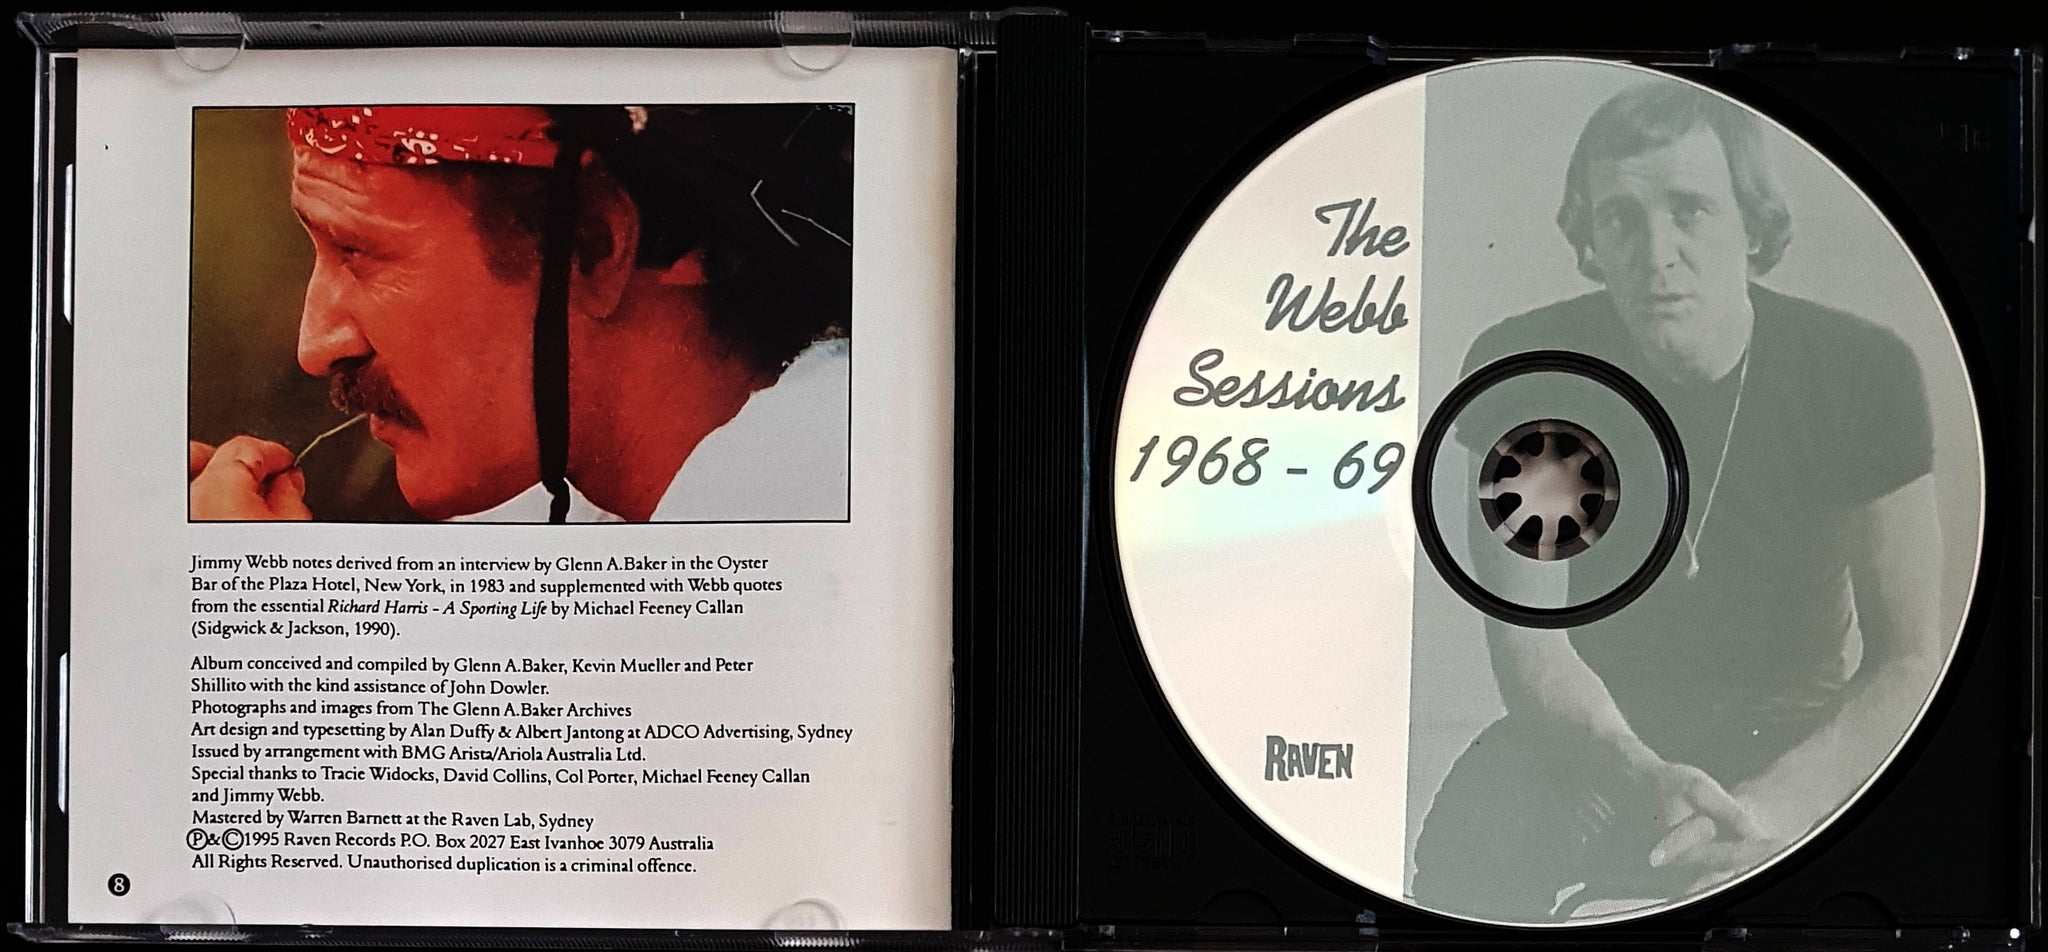 Jimmy Webb notes derived from an interview by Glenn A.Baker in the Oyster
Bar of the Plaza Hotel, New York, in 1983 and supplemented with Webb quotes
from the essential Richard Harris - A Sporting Life by Michael Feeney Callan
(Sidgwick & Jackson, 1990).
Album conceived and compiled by Glenn A.Baker, Kevin Mueller and Peter
Shillito with the kind assistance of John Dowler.
Photographs and images from The Glenn A.Baker Archives
Art design and typesetting by Alan Duffy & Albert Jantong at ADCO Advertising, Sydney
Issued by arrangement with BMG Arista/Ariola Australia Ltd.
Special thanks to Tracie Widocks, David Collins, Col Porter, Michael Feeney Callan
and Jimmy Webb.
Mastered by Warren Barnett at the Raven Lab, Sydney
Ⓟ&©1995 Raven Records P.O. Box 2027 East Ivanhoe 3079 Australia
All Rights Reserved. Unauthorised duplication is a criminal offence.
8
The
Webb
Sessions
1968 - 69
RAVEN